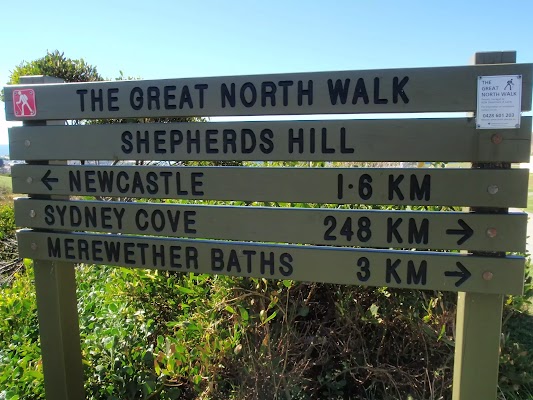 THE GREAT NORTH WALK
SHEPHERDS HILL
NEWCASTLE 1·6 KM
SYDNEY COVE 248 KM
MEREWETHER BATHS 3 KM
THE
GREAT
NORTH WALK